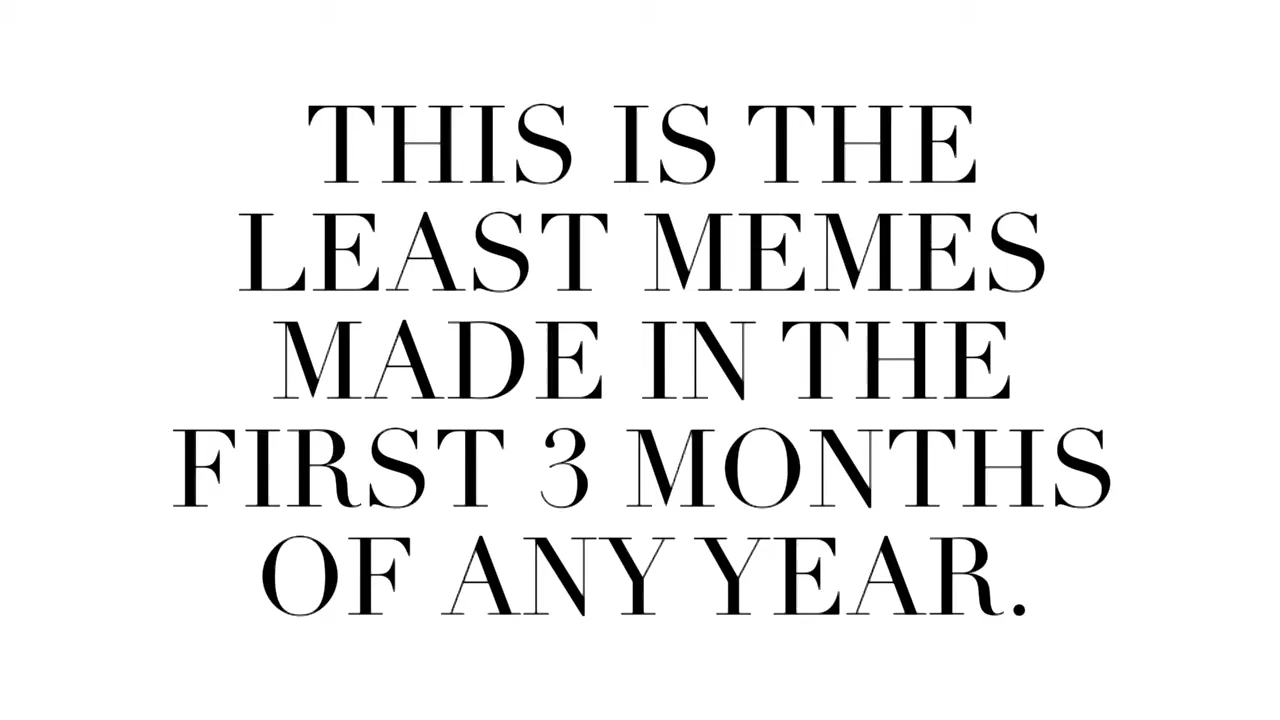 THIS IS THE
LEAST MEMES
MADE IN THE
FIRST 3 MONTHS
OF ANY YEAR.